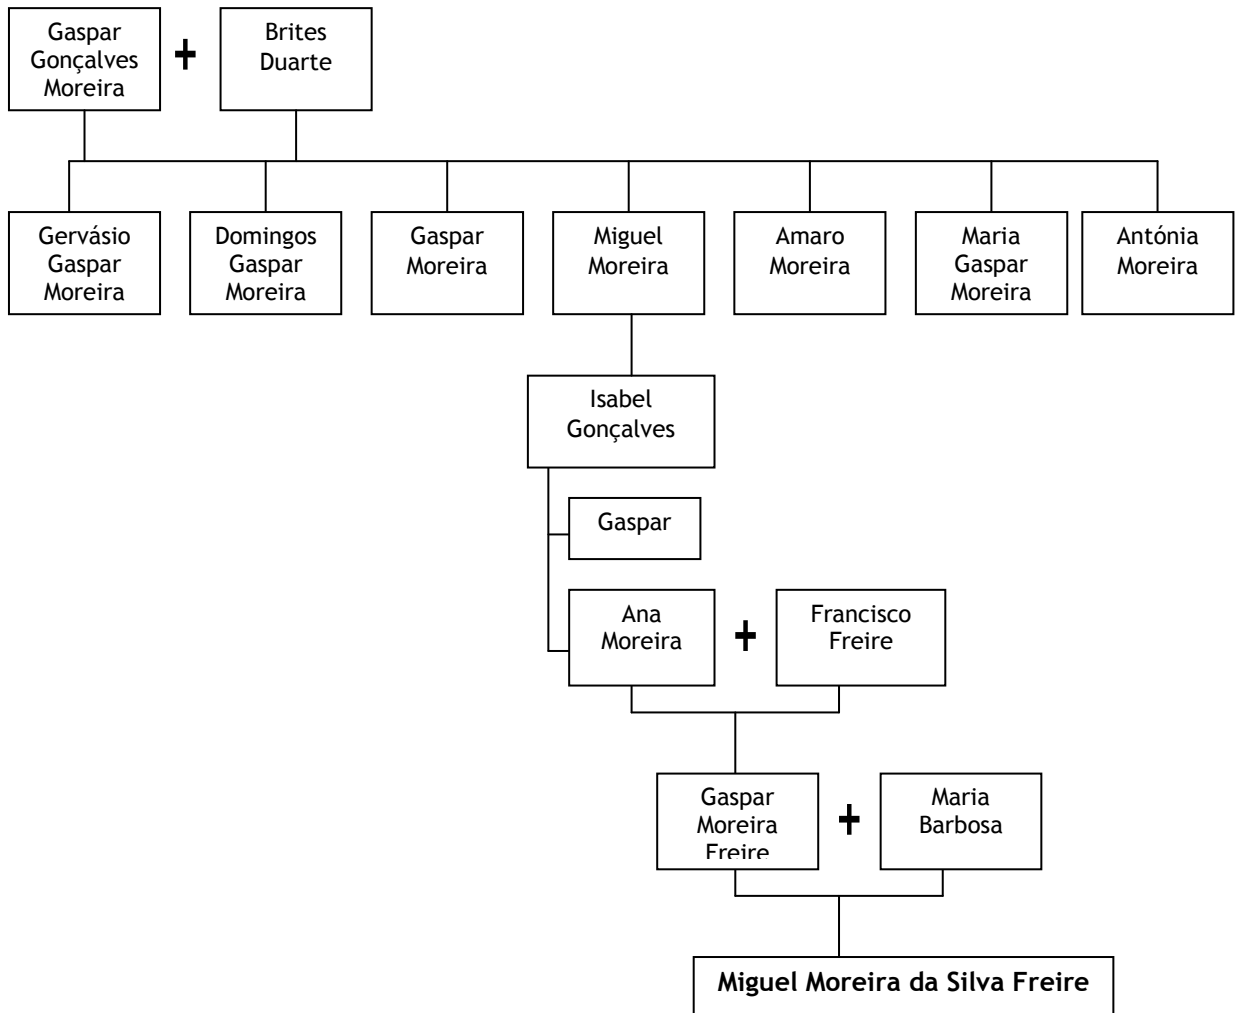 Gaspar
Gonçalves
Moreira
+
Brites
Duarte
Gervásio
Gaspar
Moreira
Domingos
Gaspar
Moreira
Gaspar
Moreira
Miguel
Moreira
Amaro
Moreira
Maria
Gaspar
Moreira
Antónia
Moreira
Isabel
Gonçalves
Gaspar
Ana
Moreira
+
Francisco
Freire
Gaspar
Moreira
Freire
+
Maria
Barbosa
Miguel Moreira da Silva Freire